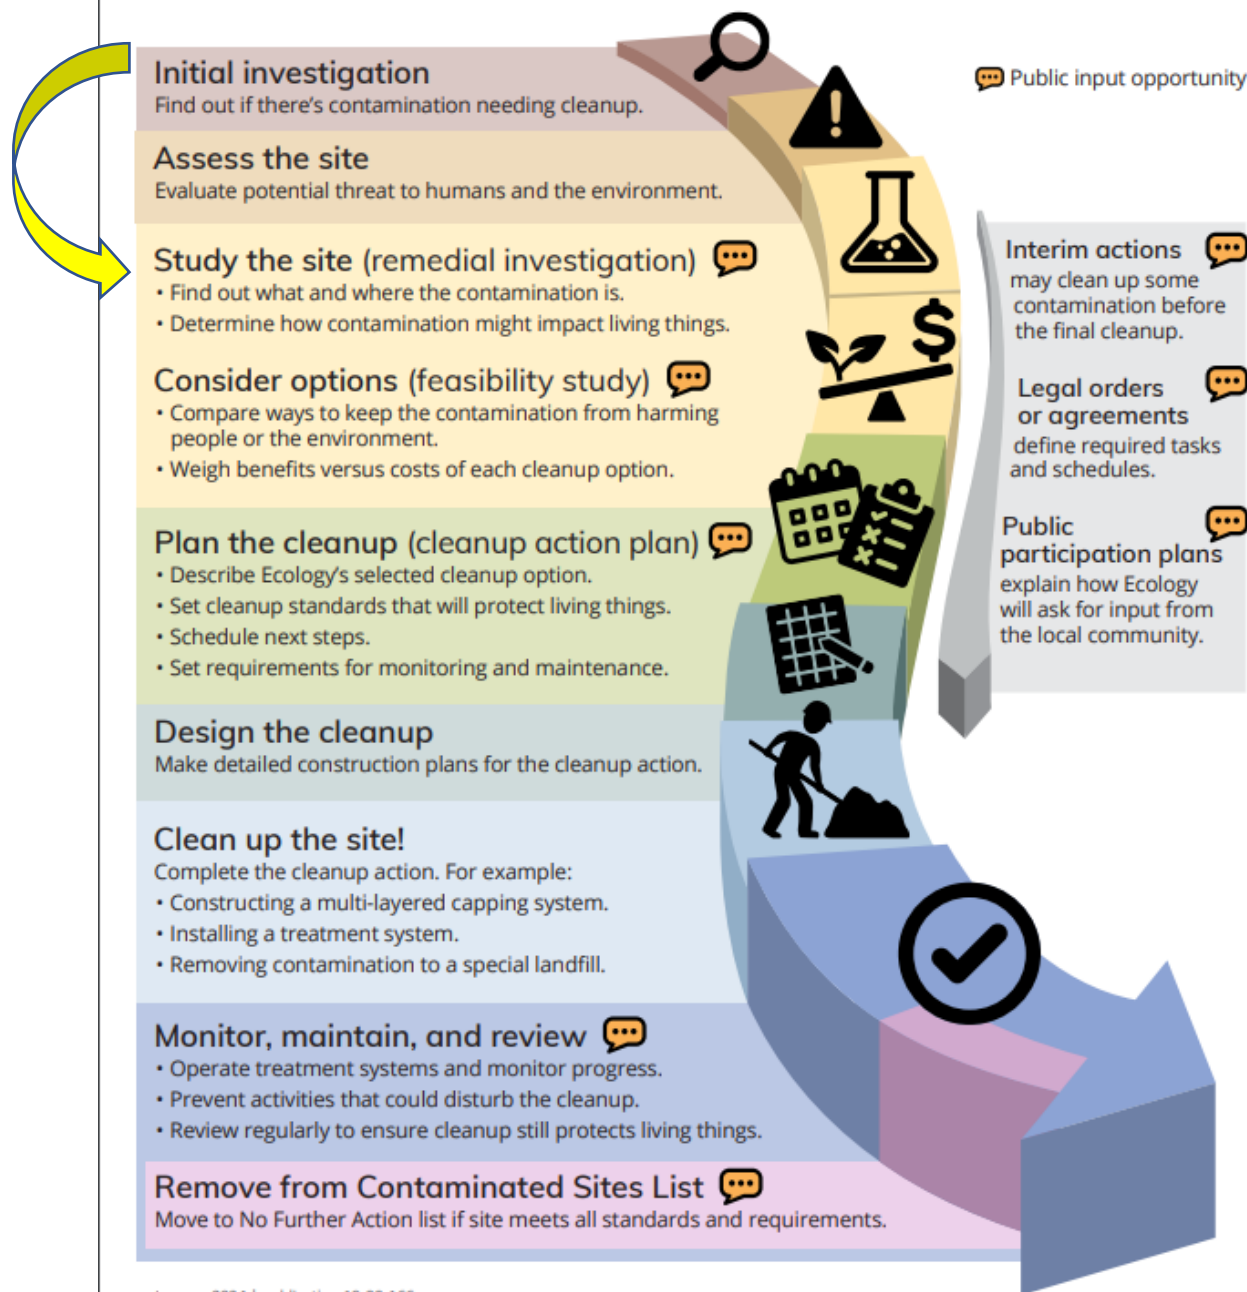 Initial investigation
Find out if there's contamination needing cleanup.
Public input opportunity
Assess the site
Evaluate potential threat to humans and the environment.
Study the site (remedial investigation)
• Find out what and where the contamination is.
• Determine how contamination might impact living things.
Consider options (feasibility study)
• Compare ways to keep the contamination from harming
people or the environment.
• Weigh benefits versus costs of each cleanup option.
$
Plan the cleanup (cleanup action plan)
• Describe Ecology's selected cleanup option.
• Set cleanup standards that will protect living things.
• Schedule next steps.
• Set requirements for monitoring and maintenance.
Design the cleanup
Make detailed construction plans for the cleanup action.
Clean up the site!
Complete the cleanup action. For example:
• Constructing a multi-layered capping system.
• Installing a treatment system.
• Removing contamination to a special landfill.
Monitor, maintain, and review
• Operate treatment systems and monitor progress.
• Prevent activities that could disturb the cleanup.
• Review regularly to ensure cleanup still protects living things.
Remove from Contaminated Sites List
Move to No Further Action list if site meets all standards and requirements.
Interim actions
may clean up some
contamination before
the final cleanup.
Legal orders
or agreements
define required tasks
and schedules.
Public
participation plans
explain how Ecology
will ask for input from
the local community.